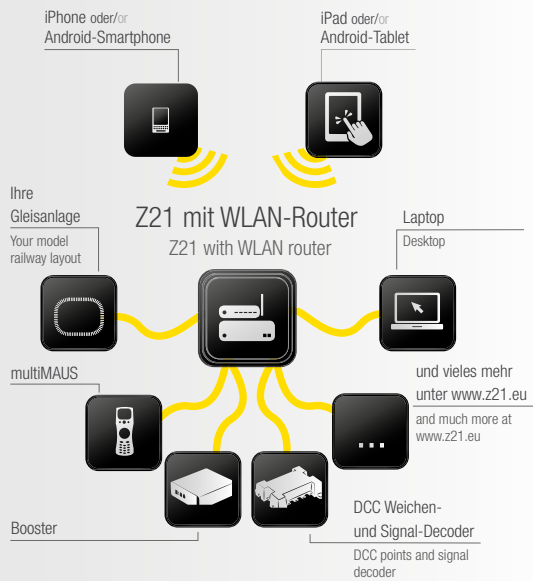 iPhone oder/or
Android-Smartphone
iPad oder/or
Android-Tablet
Ihre
Gleisanlage
Your model
railway layout
Z21 mit WLAN-Router
Z21 with WLAN router
Laptop
Desktop
multiMAUS
und vieles mehr
unter www.z21.eu
and much more at
www.z21.eu
Booster
DCC Weichen-
und Signal-Decoder
DCC points and signal
decoder